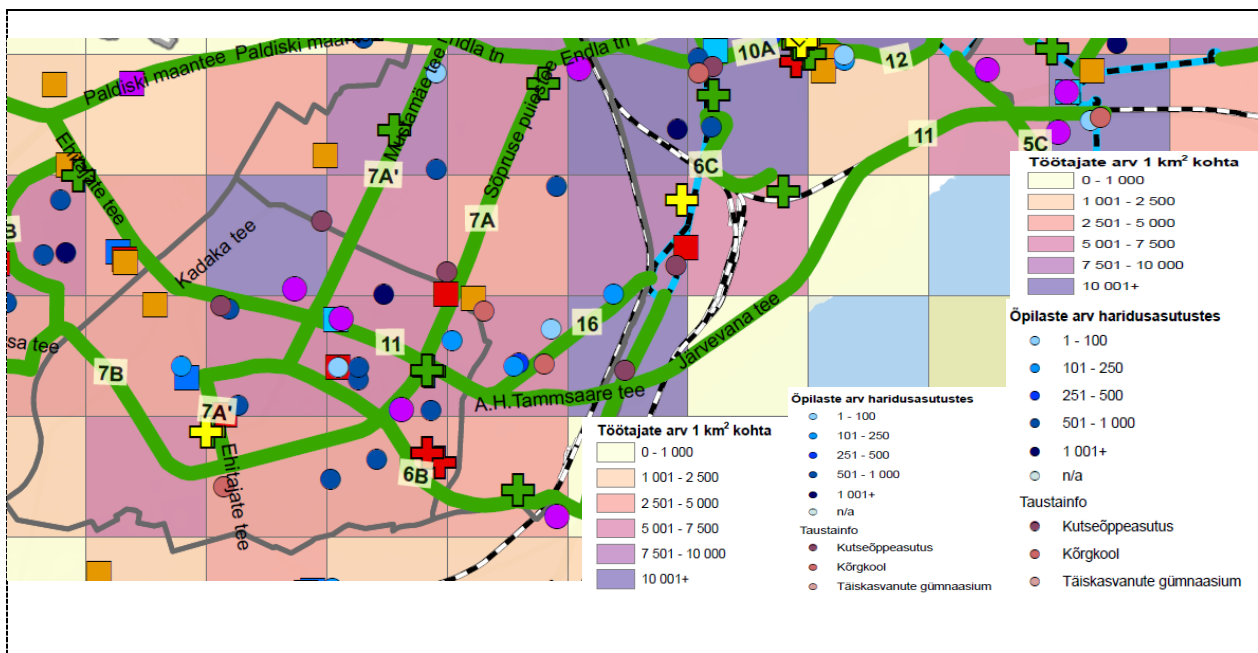 Paldiski maantee
Paldiski maantee
Endla tn
Endla tn
10A
12
Ehitajate tee
Mustamäe tee
Sõpruse puiestee
7A'
7A
6C
11
5C
Kadaka tee
B
sa tee
7B
11
16
Järvevana tee
A.H.Tammsaare tee
7A'
Ehitajate tee
6B
Töötajate arv 1 km² kohta
0 - 1 000
1 001 - 2 500
2 501 - 5 000
5 001 - 7 500
7 501 - 10 000
10 001+
Õpilaste arv haridusasutustes
1 - 100
101 - 250
251 - 500
501 - 1 000
1 001+
n/a
Taustainfo
Kutseõppeasutus
Kõrgkool
Täiskasvanute gümnaasium
Õpilaste arv haridusasutustes
1 - 100
101 - 250
251 - 500
501 - 1 000
1 001+
n/a
Taustainfo
Kutseõppeasutus
Kõrgkool
Täiskasvanute gümnaasium
Töötajate arv 1 km² kohta
0 - 1 000
1 001 - 2 500
2 501 - 5 000
5 001 - 7 500
7 501 - 10 000
10 001+